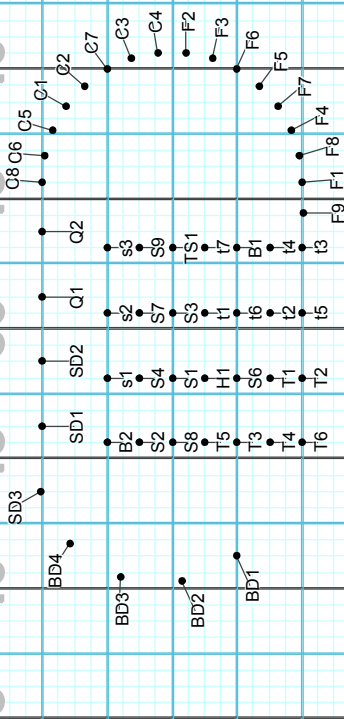 C7
C3
C4
F2
F3
F6
C2
F5
C1
F7
C5
F4
C6
F8
C8
F1
F9
Q2
s3
S9
TS1
t7
B1
t4
t3
Q1
s2
S7
S3
t1
t6
t2
t5
SD2
s1
S4
S1
H1
S6
T1
T2
SD1
B2
S2
S8
T5
T3
T4
T6
SD3
BD4
BD3
BD2
BD1